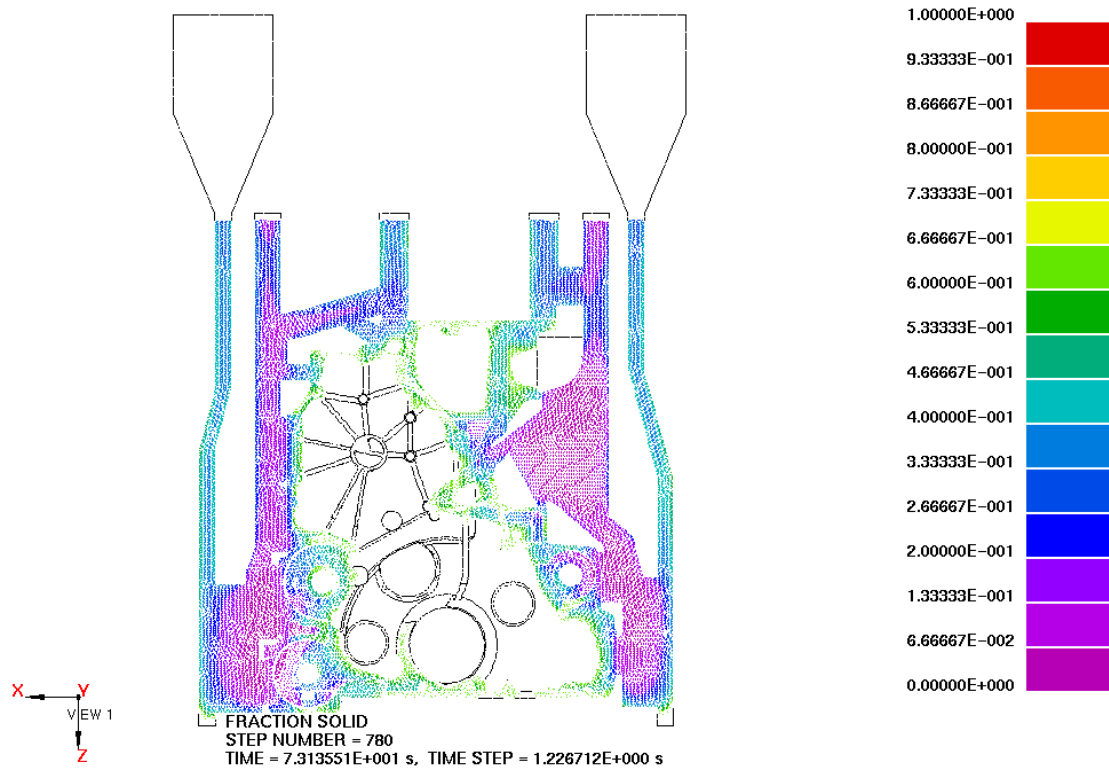 1.00000E+000
9.33333E-001
8.66667E-001
8.00000E-001
7.33333E-001
6.66667E-001
6.00000E-001
5.33333E-001
4.66667E-001
4.00000E-001
3.33333E-001
2.66667E-001
2.00000E-001
1.33333E-001
6.66667E-002
0.00000E+000
X Y
VIEW 1
Z
FRACTION SOLID
STEP NUMBER = 780
TIME = 7.313551E+001 s, TIME STEP = 1.226712E+000 s